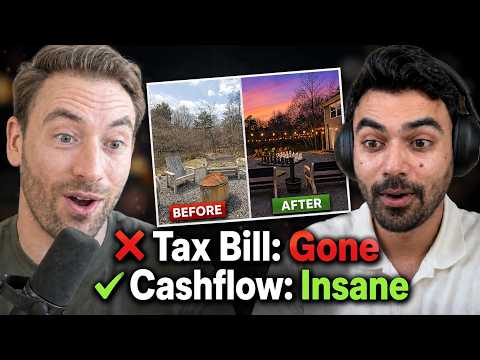 BEFORE
AFTER
❌ Tax Bill: Gone
✓ Cashflow: Insane